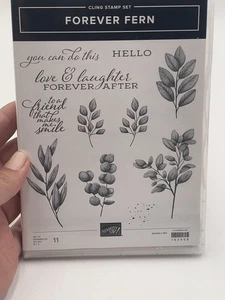 CLING STAMP SET
FOREVER FERN
you can do this
HELLO
love & laughter
FOREVER AFTER
to a
friend
that
makes me
smile
11